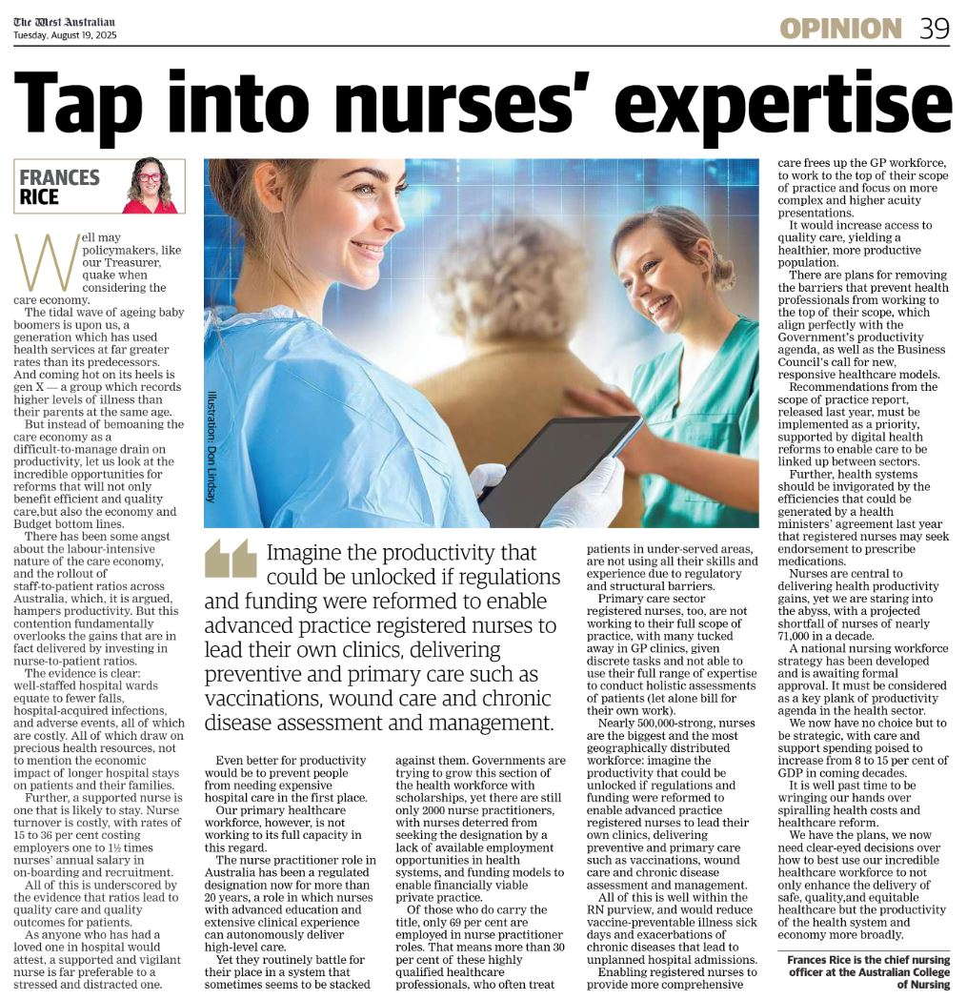 The West Australian
Tuesday, August 19, 2025
OPINION 39
Tap into nurses’ expertise
FRANCES
RICE
Well may
policymakers, like
our Treasurer,
quake when
considering the
care economy.
The tidal wave of ageing baby
boomers is upon us, a
generation which has used
health services at far greater
rates than its predecessors.
And coming hot on its heels is
gen X — a group which records
higher levels of illness than
their parents at the same age.
But instead of bemoaning the
care economy as a
difficult-to-manage drain on
productivity, let us look at the
incredible opportunities for
reforms that will not only
benefit efficient and quality
care,but also the economy and
Budget bottom lines.
There has been some angst
about the labour-intensive
nature of the care economy,
and the rollout of
staff-to-patient ratios across
Australia, which, it is argued,
hampers productivity. But this
contention fundamentally
overlooks the gains that are in
fact delivered by investing in
nurse-to-patient ratios.
The evidence is clear:
well-staffed hospital wards
equate to fewer falls,
hospital-acquired infections,
and adverse events, all of which
are costly. All of which draw on
precious health resources, not
to mention the economic
impact of longer hospital stays
on patients and their families.
Further, a supported nurse is
one that is likely to stay. Nurse
turnover is costly, with rates of
15 to 36 per cent costing
employers one to 1½ times
nurses’ annual salary in
on-boarding and recruitment.
All of this is underscored by
the evidence that ratios lead to
quality care and quality
outcomes for patients.
As anyone who has had a
loved one in hospital would
attest, a supported and vigilant
nurse is far preferable to a
stressed and distracted one.
Illustration: Don Lindsay
Imagine the productivity that
could be unlocked if regulations
and funding were reformed to enable
advanced practice registered nurses to
lead their own clinics, delivering
preventive and primary care such as
vaccinations, wound care and chronic
disease assessment and management.
Even better for productivity
would be to prevent people
from needing expensive
hospital care in the first place.
Our primary healthcare
workforce, however, is not
working to its full capacity in
this regard.
The nurse practitioner role in
Australia has been a regulated
designation now for more than
20 years, a role in which nurses
with advanced education and
extensive clinical experience
can autonomously deliver
high-level care.
Yet they routinely battle for
their place in a system that
sometimes seems to be stacked
against them. Governments are
trying to grow this section of
the health workforce with
scholarships, yet there are still
only 2000 nurse practitioners,
with nurses deterred from
seeking the designation by a
lack of available employment
opportunities in health
systems, and funding models to
enable financially viable
private practice.
Of those who do carry the
title, only 69 per cent are
employed in nurse practitioner
roles. That means more than 30
per cent of these highly
qualified healthcare
professionals, who often treat
patients in under-served areas,
are not using all their skills and
experience due to regulatory
and structural barriers.
Primary care sector
registered nurses, too, are not
working to their full scope of
practice, with many tucked
away in GP clinics, given
discrete tasks and not able to
use their full range of expertise
to conduct holistic assessments
of patients (let alone bill for
their own work).
Nearly 500,000-strong, nurses
are the biggest and the most
geographically distributed
workforce: imagine the
productivity that could be
unlocked if regulations and
funding were reformed to
enable advanced practice
registered nurses to lead their
own clinics, delivering
preventive and primary care
such as vaccinations, wound
care and chronic disease
assessment and management.
All of this is well within the
RN purview, and would reduce
vaccine-preventable illness sick
days and exacerbations of
chronic diseases that lead to
unplanned hospital admissions.
Enabling registered nurses to
provide more comprehensive
care frees up the GP workforce,
to work to the top of their scope
of practice and focus on more
complex and higher acuity
presentations.
It would increase access to
quality care, yielding a
healthier, more productive
population.
There are plans for removing
the barriers that prevent health
professionals from working to
the top of their scope, which
align perfectly with the
Government’s productivity
agenda, as well as the Business
Council’s call for new,
responsive healthcare models.
Recommendations from the
scope of practice report,
released last year, must be
implemented as a priority,
supported by digital health
reforms to enable care to be
linked up between sectors.
Further, health systems
should be invigorated by the
efficiencies that could be
generated by a health
ministers’ agreement last year
that registered nurses may seek
endorsement to prescribe
medications.
Nurses are central to
delivering health productivity
gains, yet we are staring into
the abyss, with a projected
shortfall of nurses of nearly
71,000 in a decade.
A national nursing workforce
strategy has been developed
and is awaiting formal
approval. It must be considered
as a key plank of productivity
agenda in the health sector.
We now have no choice but to
be strategic, with care and
support spending poised to
increase from 8 to 15 per cent of
GDP in coming decades.
It is well past time to be
wringing our hands over
spiralling health costs and
healthcare reform.
We have the plans, we now
need clear-eyed decisions over
how to best use our incredible
healthcare workforce to not
only enhance the delivery of
safe, quality,and equitable
healthcare but the productivity
of the health system and
economy more broadly.
Frances Rice is the chief nursing
officer at the Australian College
of Nursing